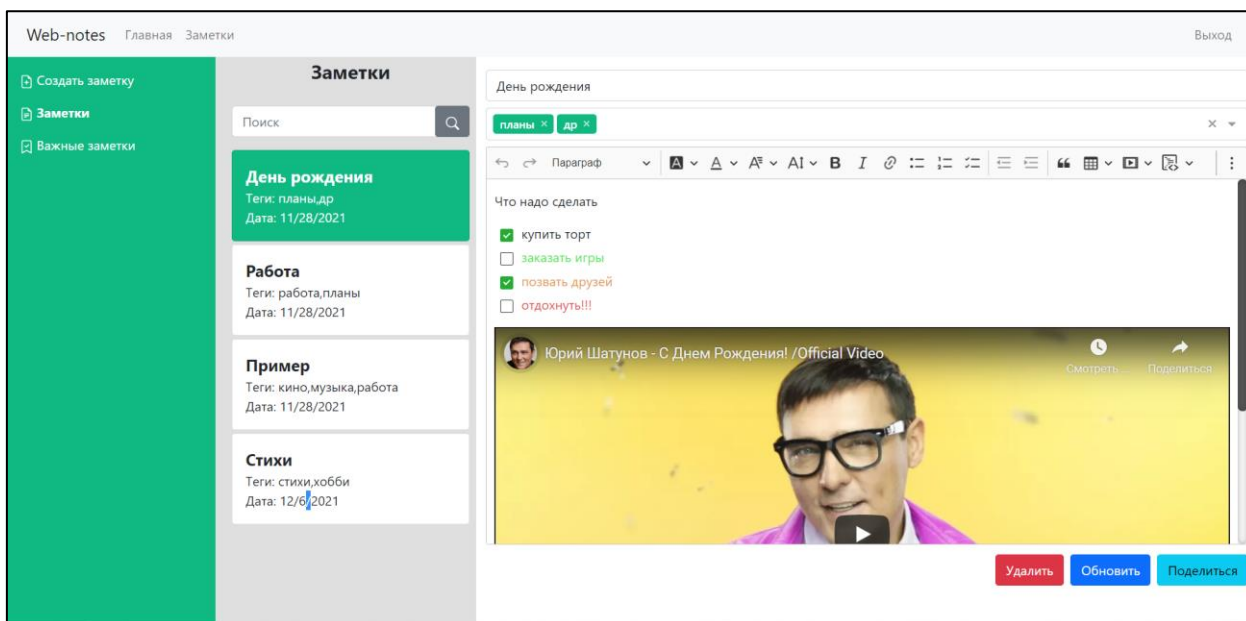 Web-notes Главная Заметки Выход
Создать заметку
Заметки
Важные заметки
Заметки
Поиск
День рождения
Теги: планы,др
Дата: 11/28/2021
Работа
Теги: работа,планы
Дата: 11/28/2021
Пример
Теги: кино,музыка,работа
Дата: 11/28/2021
Стихи
Теги: стихи,хобби
Дата: 12/6/2021
День рождения
планы × др ×
Параграф
Что надо сделать
купить торт
заказать игры
позвать друзей
отдохнуть!!!
Юрий Шатунов - С Днем Рождения! /Official Video
Смотреть... Поделиться
Удалить Обновить Поделиться